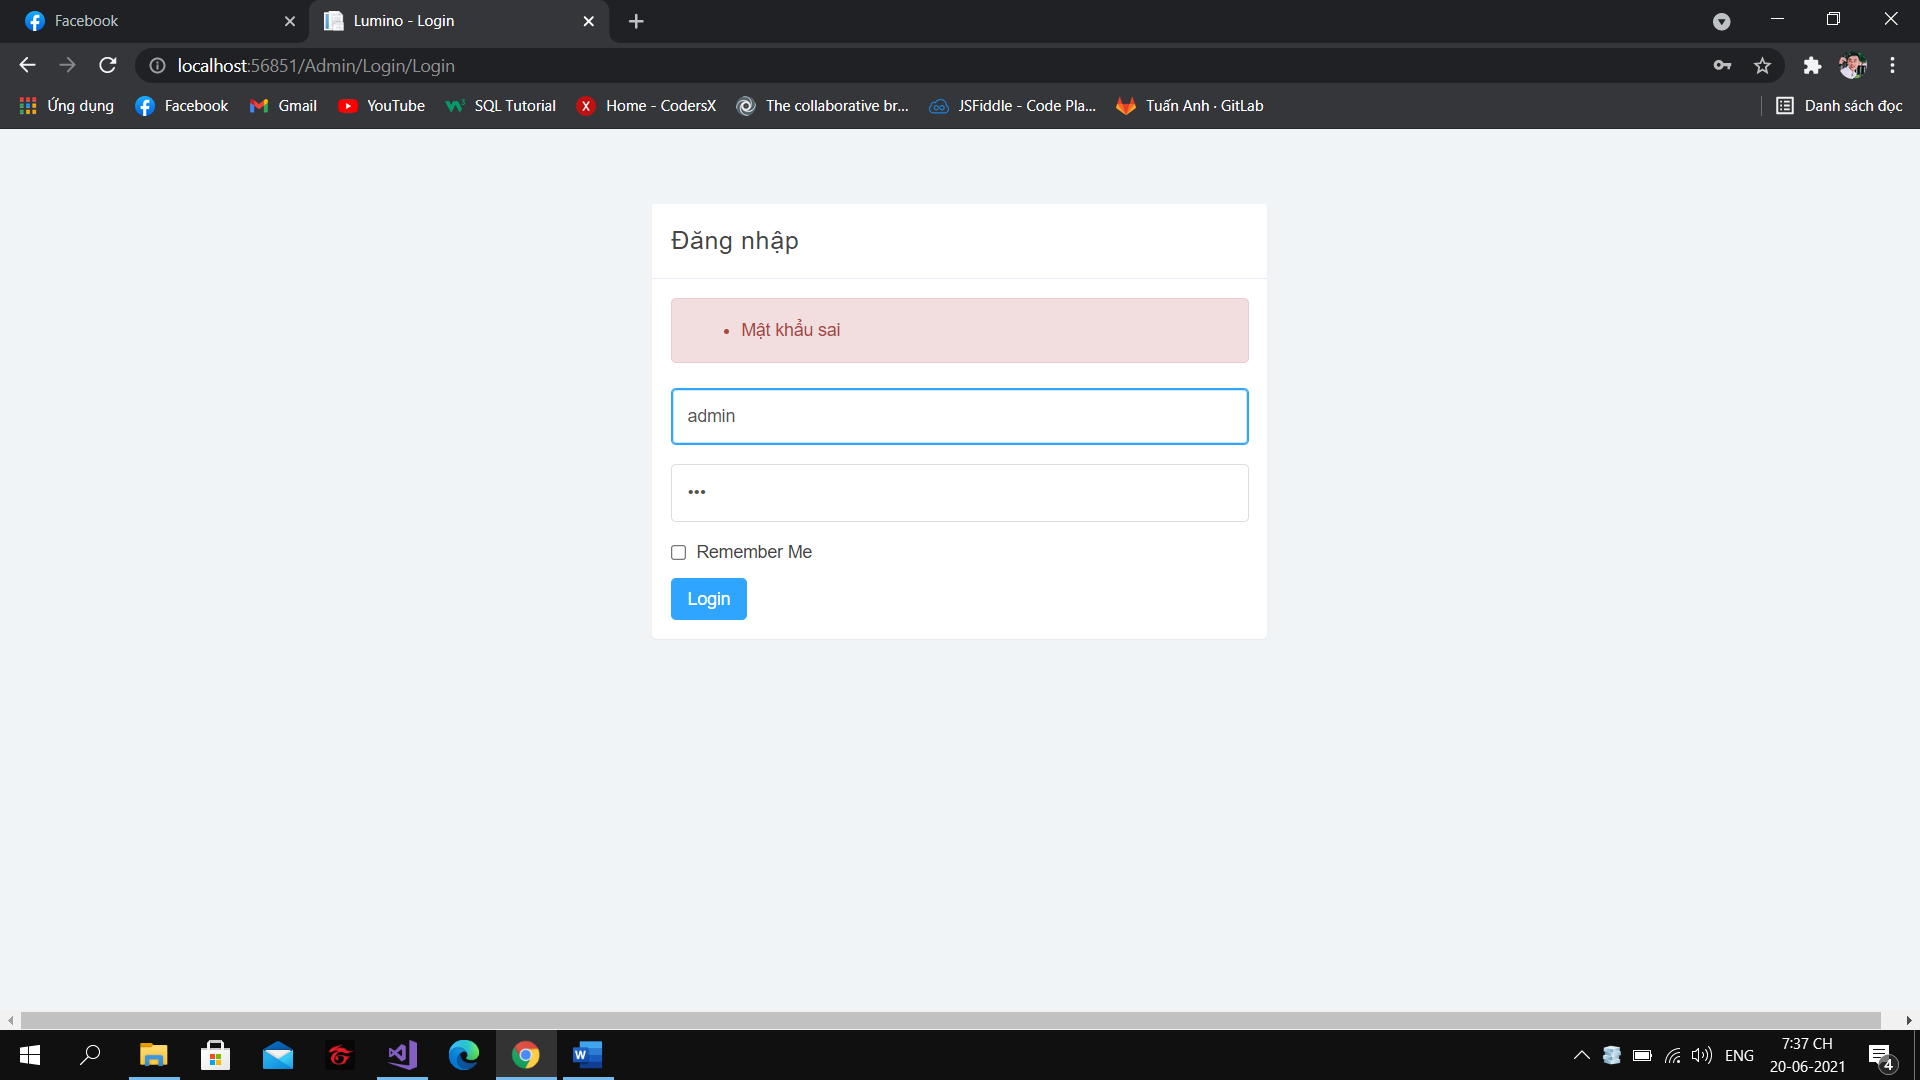 Facebook
Lumino - Login
localhost:56851/Admin/Login/Login
Ứng dụng
Facebook
Gmail
YouTube
SQL Tutorial
Home - CodersX
The collaborative br...
JSFiddle - Code Pla...
Tuấn Anh · GitLab
Danh sách đọc
Đăng nhập
Mật khẩu sai
admin
Remember Me
Login
ENG
7:37 CH
20-06-2021
4